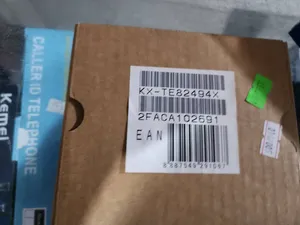 KX-TE82494X
2FACA102691
EAN
CALLER ID TELEPHONE
Kemei